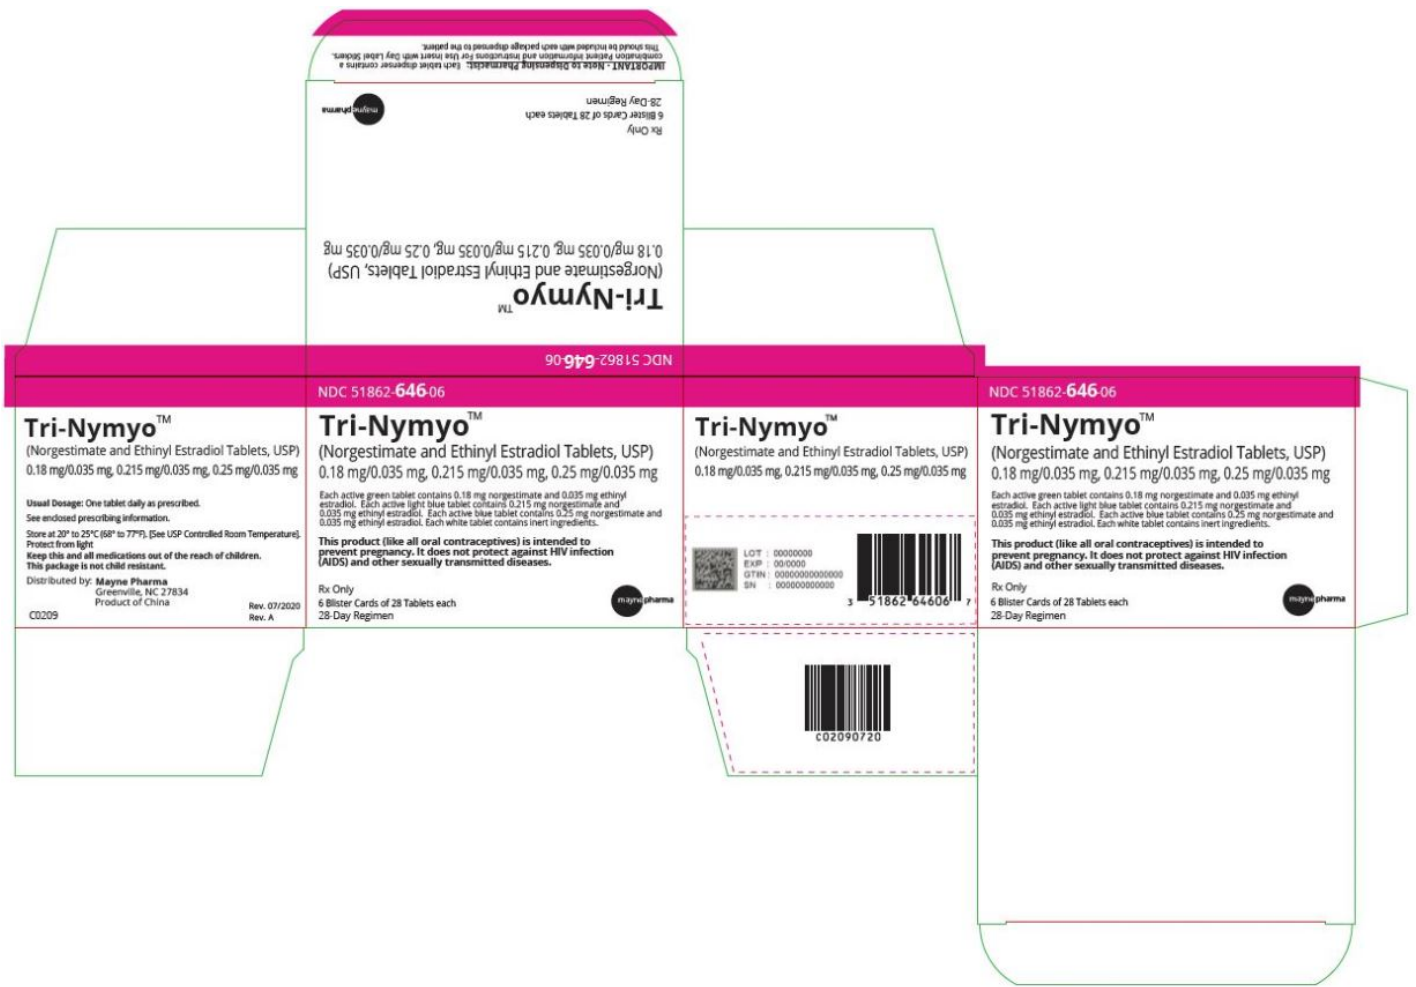 IMPORTANT - Note to Dispensing Pharmacist: Each tablet dispenser contains a
combination Patient Information and Instructions For Use Insert with Day Label Stickers.
This should be included with each package dispensed to the patient.
Tri-Nymyo™
(Norgestimate and Ethinyl Estradiol Tablets, USP)
0.18 mg/0.035 mg, 0.215 mg/0.035 mg, 0.25 mg/0.035 mg
Rx Only
6 Blister Cards of 28 Tablets each
28-Day Regimen
maynepharma
NDC 51862-646-06
Tri-Nymyo™
(Norgestimate and Ethinyl Estradiol Tablets, USP)
0.18 mg/0.035 mg, 0.215 mg/0.035 mg, 0.25 mg/0.035 mg
Usual Dosage: One tablet daily as prescribed.
See enclosed prescribing information.
Store at 20° to 25°C (68° to 77°F). [See USP Controlled Room Temperature].
Protect from light
Keep this and all medications out of the reach of children.
This package is not child resistant.
Distributed by: Mayne Pharma
Greenville, NC 27834
Product of China
C0209
Rev. 07/2020
Rev. A
NDC 51862-646-06
Tri-Nymyo™
(Norgestimate and Ethinyl Estradiol Tablets, USP)
0.18 mg/0.035 mg, 0.215 mg/0.035 mg, 0.25 mg/0.035 mg
Each active green tablet contains 0.18 mg norgestimate and 0.035 mg ethinyl
estradiol. Each active light blue tablet contains 0.215 mg norgestimate and
0.035 mg ethinyl estradiol. Each active blue tablet contains 0.25 mg norgestimate and
0.035 mg ethinyl estradiol. Each white tablet contains inert ingredients.
This product (like all oral contraceptives) is intended to
prevent pregnancy. It does not protect against HIV infection
(AIDS) and other sexually transmitted diseases.
Rx Only
6 Blister Cards of 28 Tablets each
28-Day Regimen
maynepharma
Tri-Nymyo™
(Norgestimate and Ethinyl Estradiol Tablets, USP)
0.18 mg/0.035 mg, 0.215 mg/0.035 mg, 0.25 mg/0.035 mg
LOT : 00000000
EXP : 00/0000
GTIN : 00000000000000
SN : 000000000000
3 51862 64606 7
C02090720
NDC 51862-646-06
Tri-Nymyo™
(Norgestimate and Ethinyl Estradiol Tablets, USP)
0.18 mg/0.035 mg, 0.215 mg/0.035 mg, 0.25 mg/0.035 mg
Each active green tablet contains 0.18 mg norgestimate and 0.035 mg ethinyl
estradiol. Each active light blue tablet contains 0.215 mg norgestimate and
0.035 mg ethinyl estradiol. Each active blue tablet contains 0.25 mg norgestimate and
0.035 mg ethinyl estradiol. Each white tablet contains inert ingredients.
This product (like all oral contraceptives) is intended to
prevent pregnancy. It does not protect against HIV infection
(AIDS) and other sexually transmitted diseases.
Rx Only
6 Blister Cards of 28 Tablets each
28-Day Regimen
maynepharma